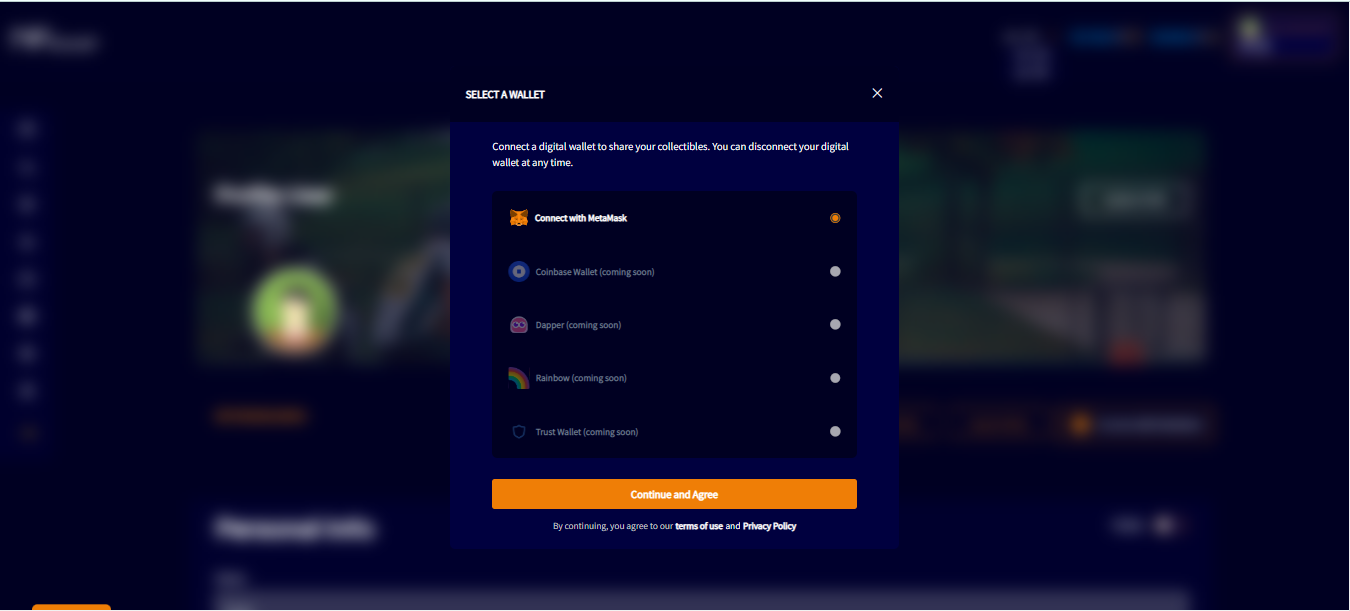 SELECT A WALLET
Connect a digital wallet to share your collectibles. You can disconnect your digital
wallet at any time.
Connect with MetaMask
Coinbase Wallet (coming soon)
Dapper (coming soon)
Rainbow (coming soon)
Trust Wallet (coming soon)
Continue and Agree
By continuing, you agree to our terms of use and Privacy Policy
Personal Info